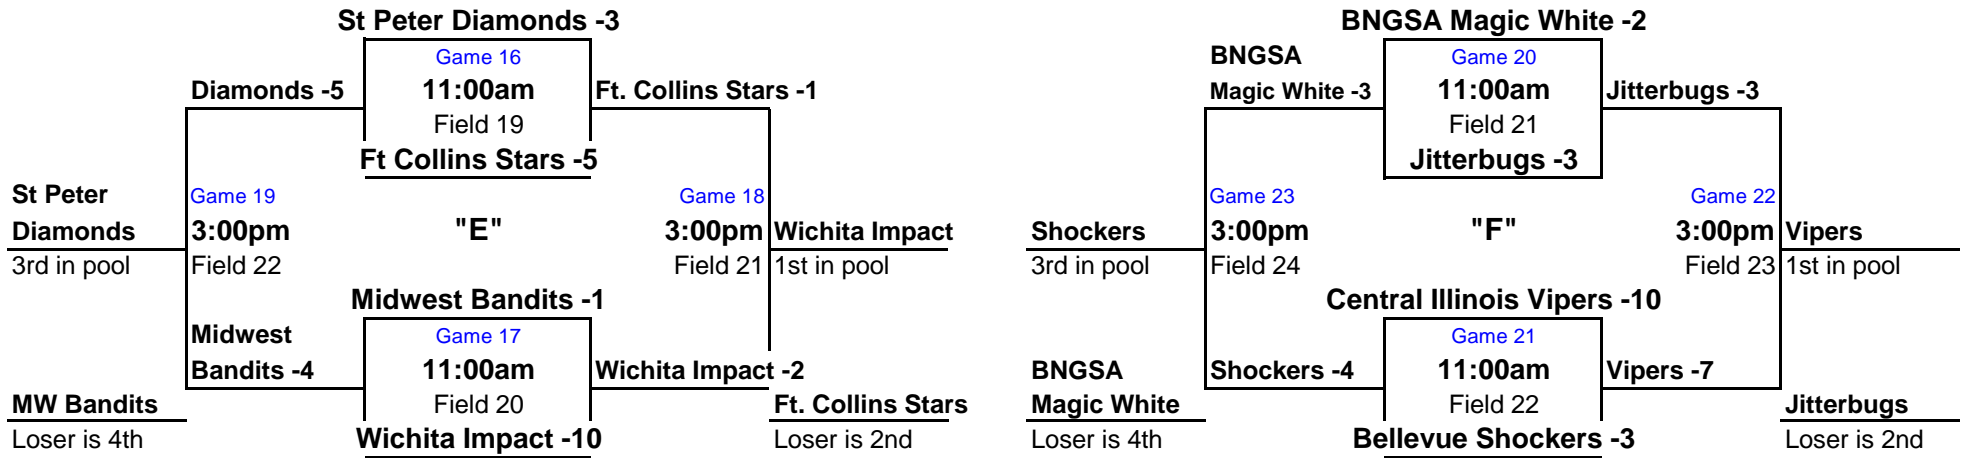 St Peter Diamonds -3
Game 16
Diamonds -5
11:00am
Ft. Collins Stars -1
Field 19
Ft Collins Stars -5
St Peter
Game 19
Game 18
Diamonds
3:00pm
"E"
3:00pm
Wichita Impact
3rd in pool
Field 22
Field 21
1st in pool
Midwest Bandits -1
Midwest
Game 17
Bandits -4
11:00am
Wichita Impact -2
MW Bandits
Field 20
Ft. Collins Stars
Loser is 4th
Wichita Impact -10
Loser is 2nd
BNGSA Magic White -2
BNGSA
Game 20
Magic White -3
11:00am
Jitterbugs -3
Field 21
Jitterbugs -3
Game 23
Game 22
Shockers
3:00pm
"F"
3:00pm
Vipers
3rd in pool
Field 24
Field 23
1st in pool
Central Illinois Vipers -10
Game 21
BNGSA
Shockers -4
11:00am
Vipers -7
Magic White
Field 22
Jitterbugs
Loser is 4th
Bellevue Shockers -3
Loser is 2nd